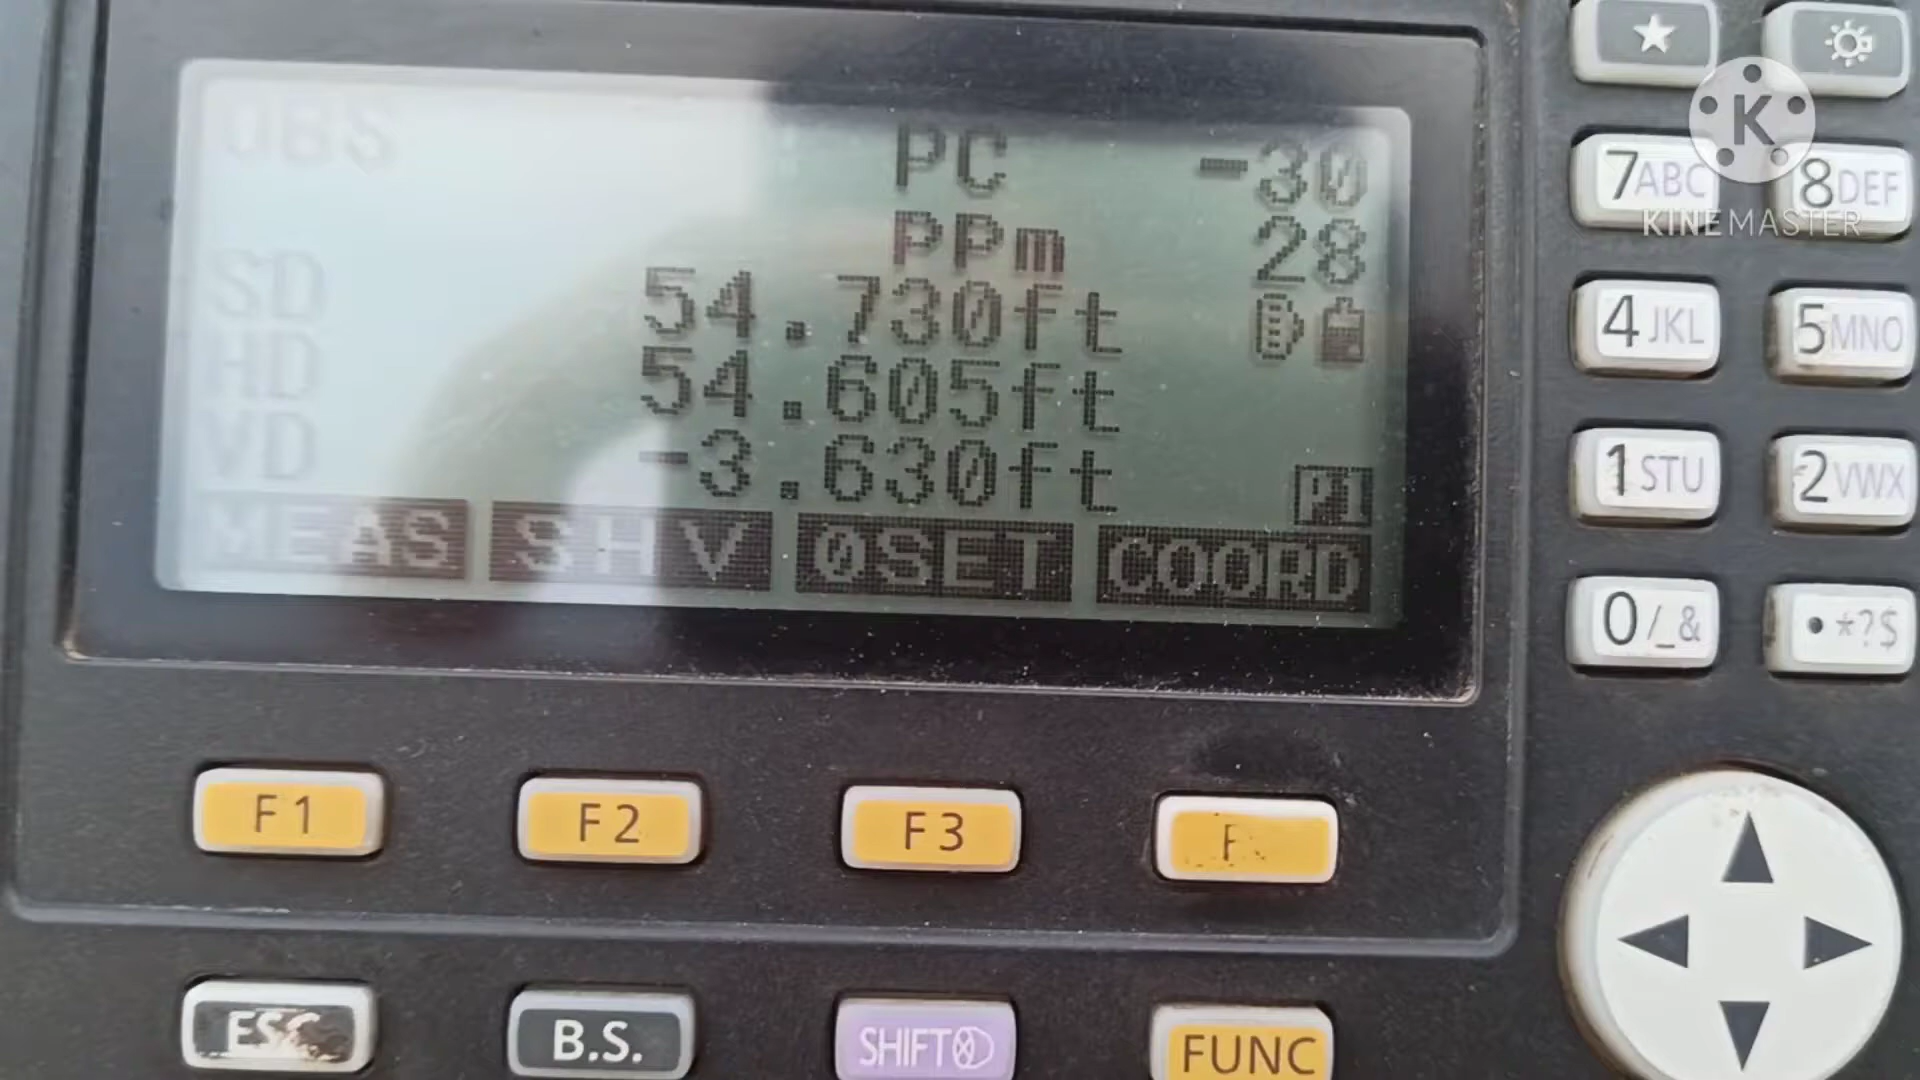 OBS PC -30
PPm 28
SD 54.730ft
HD 54.605ft
VD -3.630ft P1
MEAS SHV 0SET COORD
F1 F2 F3 F
ESC B.S. SHIFT FUNC
★
K
KINEMASTER
7ABC 8DEF
4JKL 5MNO
1STU 2VWX
0/_& •*?$